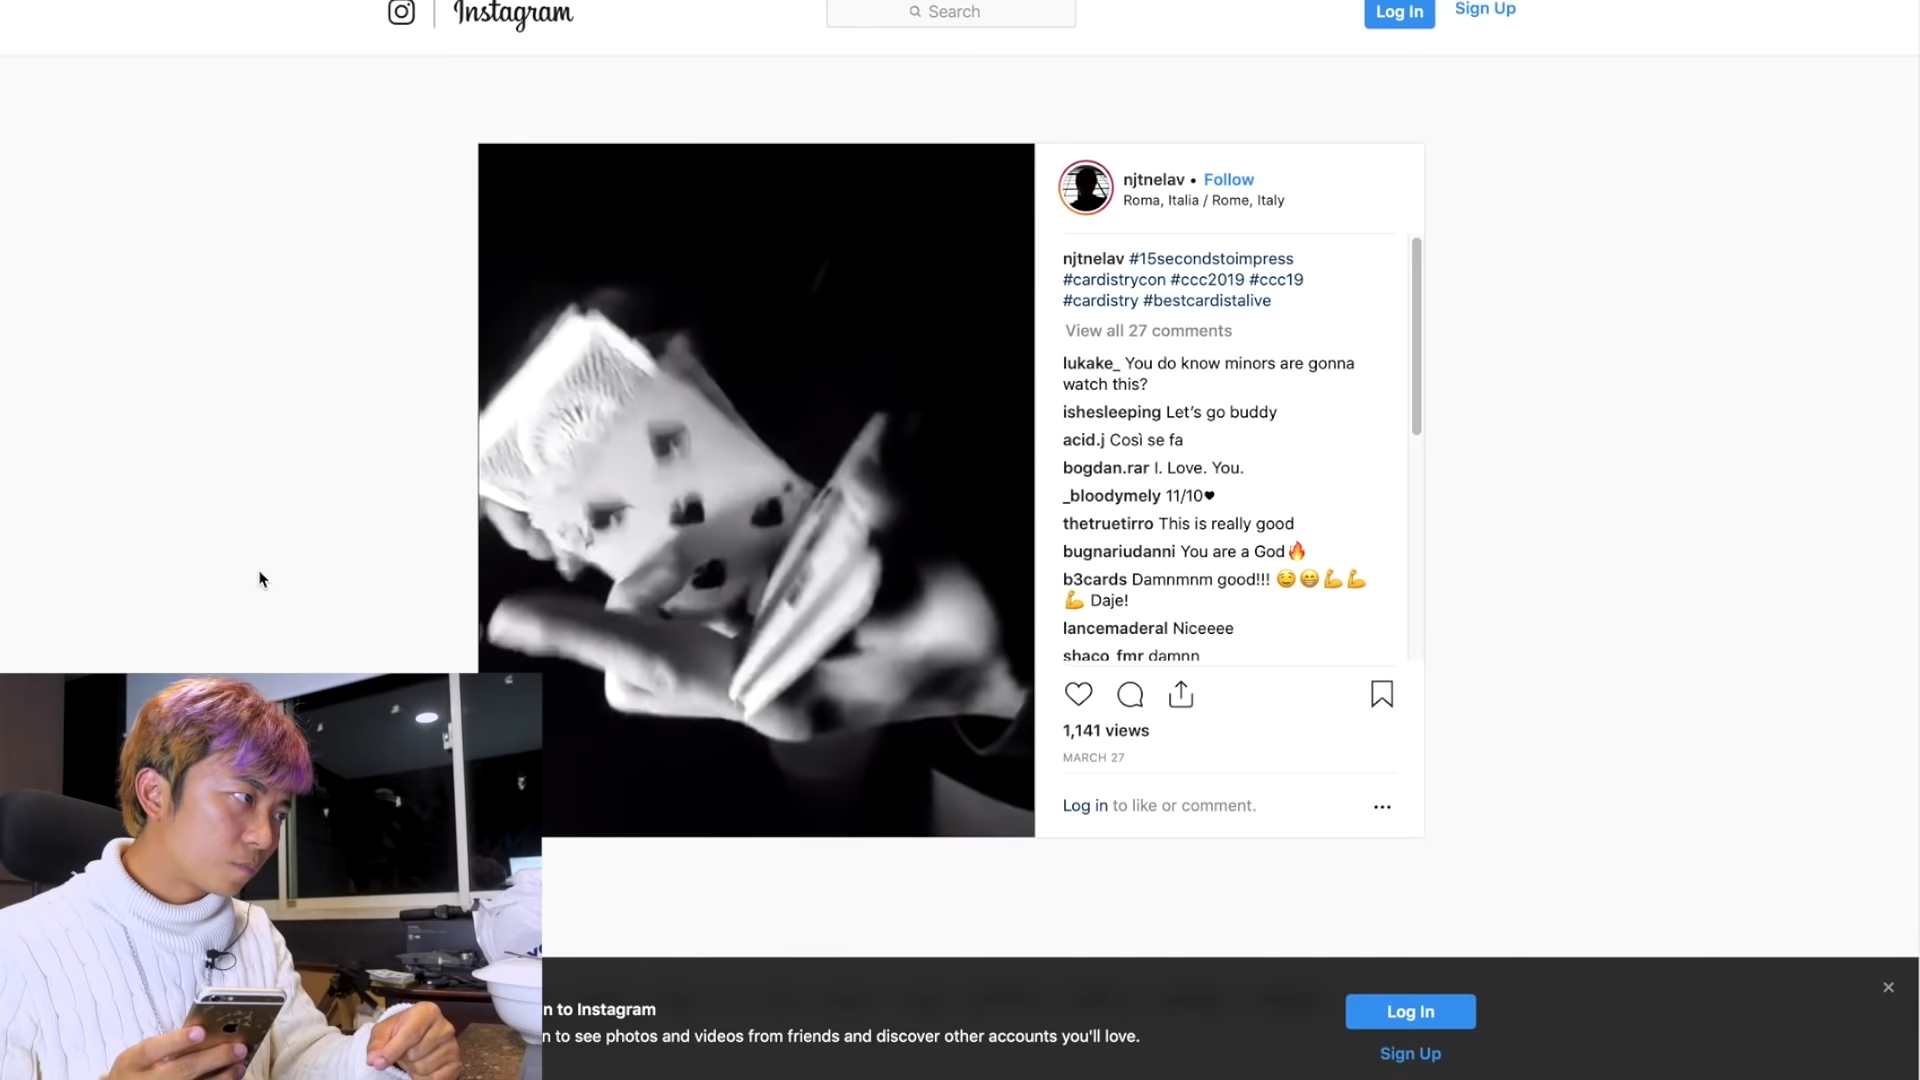 Instagram
Search
Log In
Sign Up
njtnelav • Follow
Roma, Italia / Rome, Italy
njtnelav #15secondstoimpress
#cardistrycon #ccc2019 #ccc19
#cardistry #bestcardistalive
View all 27 comments
lukake_ You do know minors are gonna
watch this?
ishesleeping Let's go buddy
acid.j Così se fa
bogdan.rar I. Love. You.
_bloodymely 11/10🖤
thetruetirro This is really good
bugnariudanni You are a God🔥
b3cards Damnmnm good!!! 🤤😁💪💪
💪 Daje!
lancemaderal Niceeee
shaco_fmr damnn
1,141 views
MARCH 27
Log in to like or comment.
n to Instagram
n to see photos and videos from friends and discover other accounts you'll love.
Log In
Sign Up